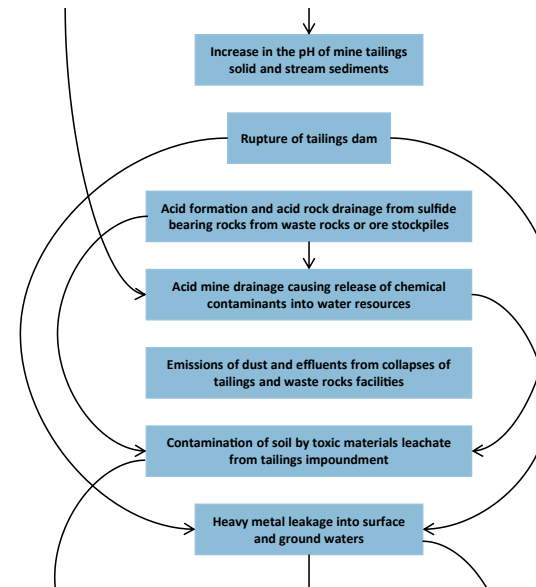 Increase in the pH of mine tailings
solid and stream sediments
Rupture of tailings dam
Acid formation and acid rock drainage from sulfide
bearing rocks from waste rocks or ore stockpiles
Acid mine drainage causing release of chemical
contaminants into water resources
Emissions of dust and effluents from collapses of
tailings and waste rocks facilities
Contamination of soil by toxic materials leachate
from tailings impoundment
Heavy metal leakage into surface
and ground waters